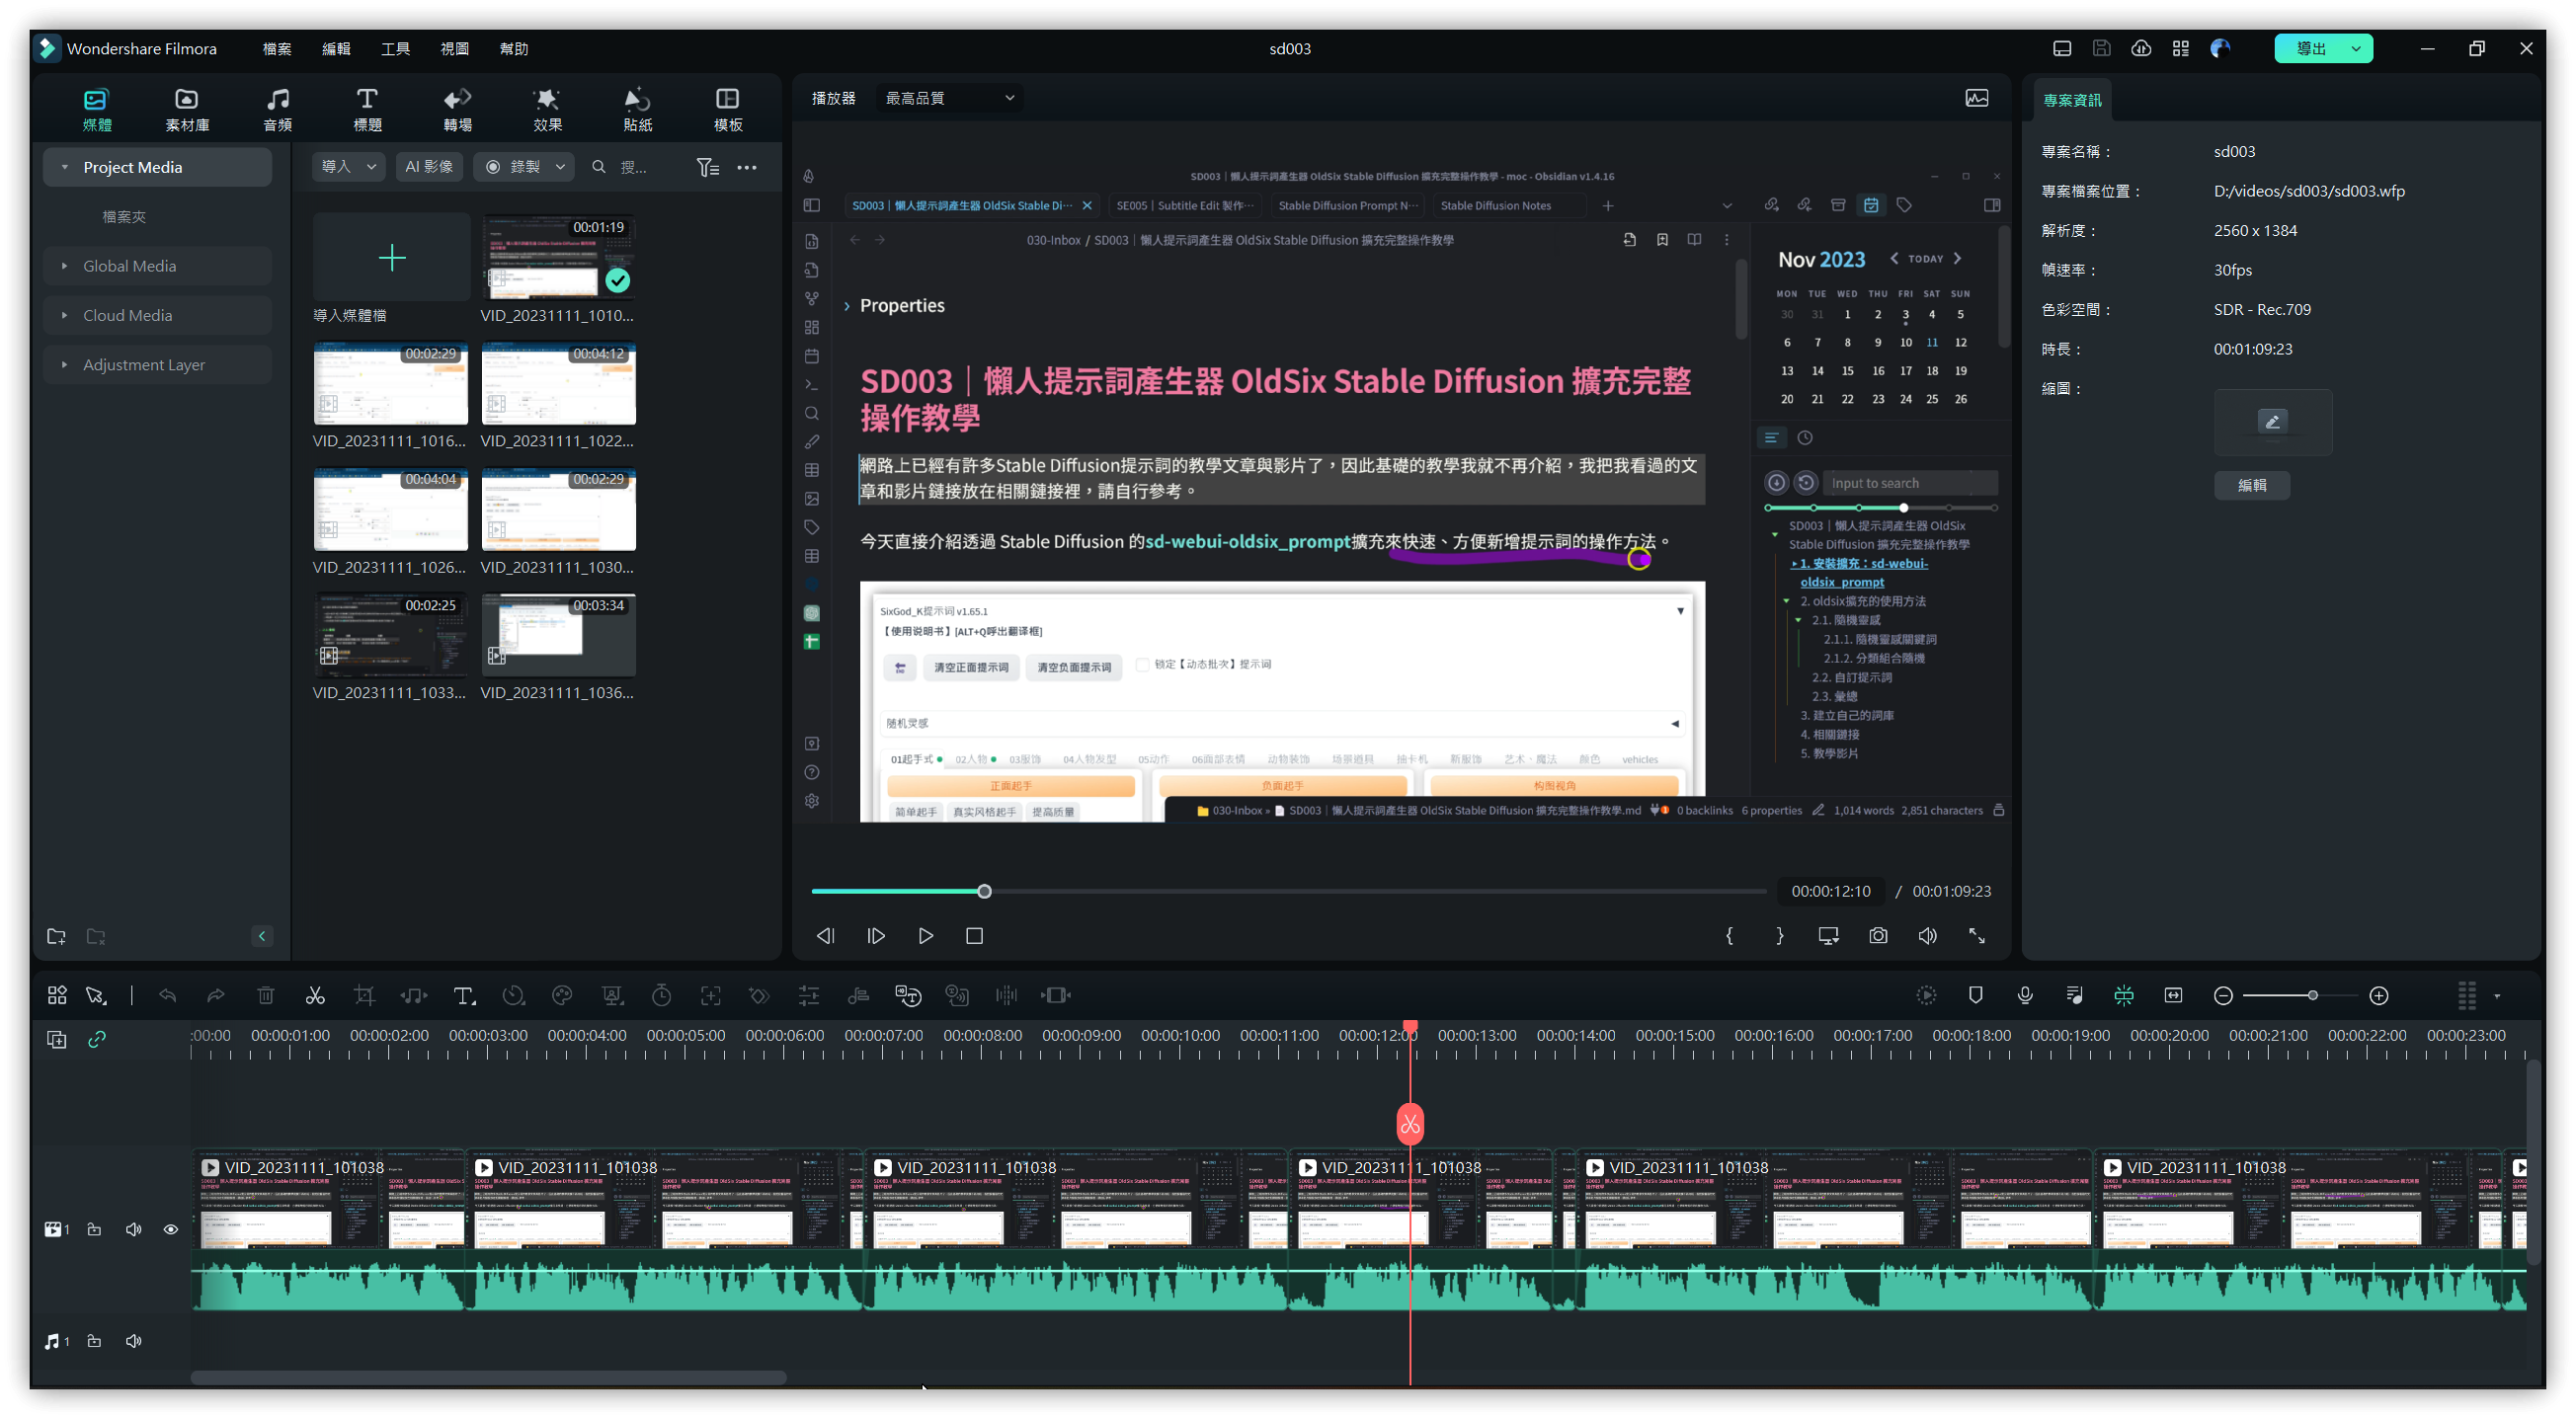 Wondershare Filmora 檔案 編輯 工具 視圖 幫助 sd003 導出
媒體 素材庫 音頻 標題 轉場 效果 貼紙 模板
Project Media
檔案夾
Global Media
Cloud Media
Adjustment Layer
導入 AI 影像 錄製 搜...
00:01:19
導入媒體檔 VID_20231111_1010...
00:02:29 00:04:12
VID_20231111_1016... VID_20231111_1022...
00:04:04 00:02:29
VID_20231111_1026... VID_20231111_1030...
00:02:25 00:03:34
VID_20231111_1033... VID_20231111_1036...
播放器 最高品質
SD003｜懶人提示詞產生器 OldSix Stable Diffusion 擴充完整操作教學 - moc - Obsidian v1.4.16
SD003｜懶人提示詞產生器 OldSix Stable Di⋯ SE005｜Subtitle Edit 製作⋯ Stable Diffusion Prompt N⋯ Stable Diffusion Notes
030-Inbox / SD003｜懶人提示詞產生器 OldSix Stable Diffusion 擴充完整操作教學
Properties
SD003｜懶人提示詞產生器 OldSix Stable Diffusion 擴充完整
操作教學
網路上已經有許多Stable Diffusion提示詞的教學文章與影片了，因此基礎的教學我就不再介紹，我把我看過的文
章和影片鏈接放在相關鏈接裡，請自行參考。
今天直接介紹透過 Stable Diffusion 的sd-webui-oldsix_prompt擴充來快速、方便新增提示詞的操作方法。
SixGod_K提示词 v1.65.1
【使用说明书】[ALT+Q呼出翻译框]
清空正面提示词 清空负面提示词 锁定【动态批次】提示词
随机灵感
01起手式 02人物 03服饰 04人物发型 05动作 06面部表情 动物装饰 场景道具 抽卡机 新服饰 艺术·魔法 颜色 vehicles
正面起手 负面起手 构图视角
简单起手 真实风格起手 提高质量
030-Inbox » SD003｜懶人提示詞產生器 OldSix Stable Diffusion 擴充完整操作教學.md 0 backlinks 6 properties 1,014 words 2,851 characters
Nov 2023 TODAY
MON TUE WED THU FRI SAT SUN
30 31 1 2 3 4 5
6 7 8 9 10 11 12
13 14 15 16 17 18 19
20 21 22 23 24 25 26
Input to search
SD003｜懶人提示詞產生器 OldSix
Stable Diffusion 擴充完整操作教學
1. 安裝擴充：sd-webui-
oldsix_prompt
2. oldsix擴充的使用方法
2.1. 隨機靈感
2.1.1. 隨機靈感關鍵詞
2.1.2. 分類組合隨機
2.2. 自訂提示詞
2.3. 彙總
3. 建立自己的詞庫
4. 相關鏈接
5. 教學影片
00:00:12:10 / 00:01:09:23
專案資訊
專案名稱： sd003
專案檔案位置： D:/videos/sd003/sd003.wfp
解析度： 2560 x 1384
幀速率： 30fps
色彩空間： SDR - Rec.709
時長： 00:01:09:23
縮圖：
編輯
:00:00 00:00:01:00 00:00:02:00 00:00:03:00 00:00:04:00 00:00:05:00 00:00:06:00 00:00:07:00 00:00:08:00 00:00:09:00 00:00:10:00 00:00:11:00 00:00:12:00 00:00:13:00 00:00:14:00 00:00:15:00 00:00:16:00 00:00:17:00 00:00:18:00 00:00:19:00 00:00:20:00 00:00:21:00 00:00:22:00 00:00:23:00
VID_20231111_101038 VID_20231111_101038 VID_20231111_101038 VID_20231111_101038 VID_20231111_101038 VID_20231111_101038
1
1